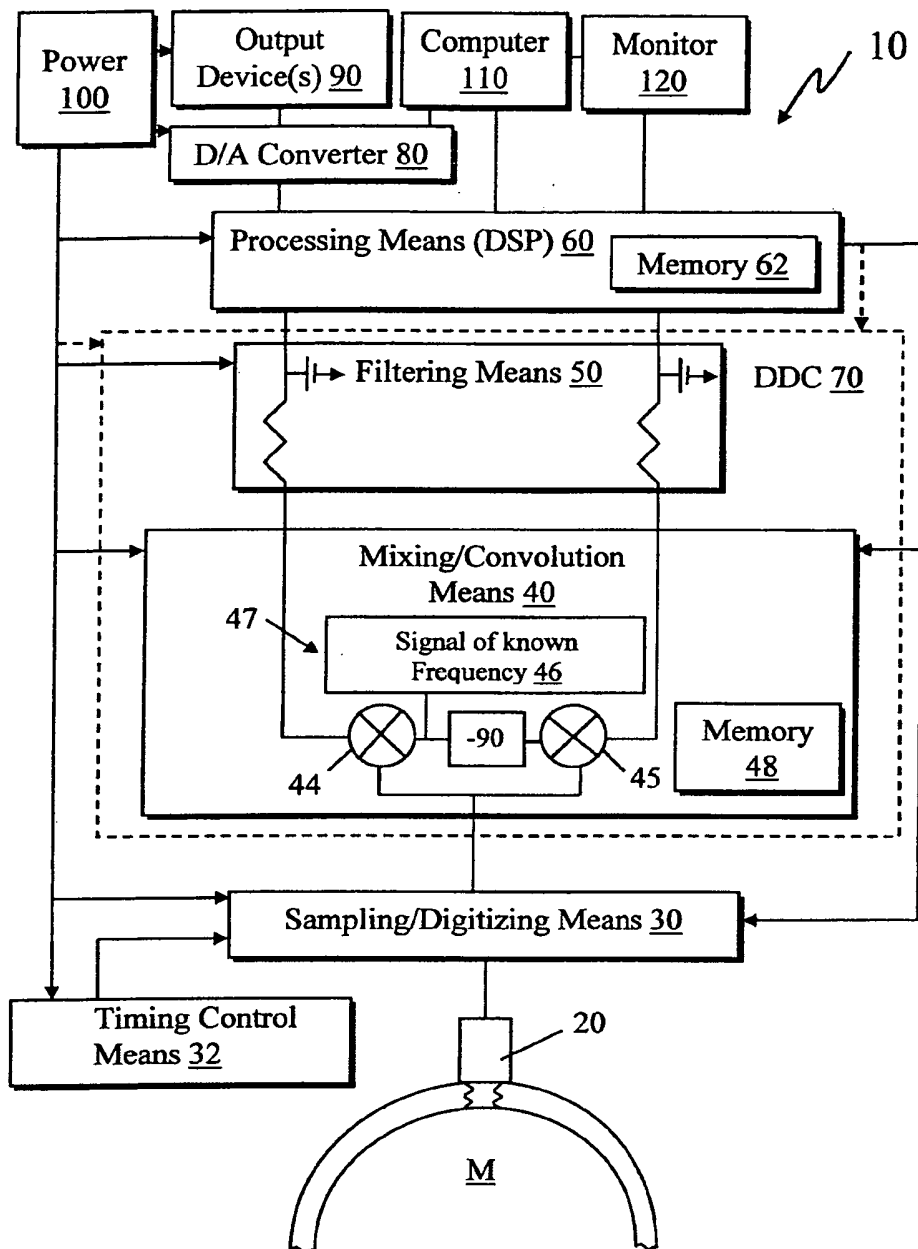 Power
100
Output
Device(s) 90
Computer
110
Monitor
120
10
D/A Converter 80
Processing Means (DSP) 60
Memory 62
Filtering Means 50
DDC 70
Mixing/Convolution
Means 40
47
Signal of known
Frequency 46
-90
44
45
Memory
48
Sampling/Digitizing Means 30
Timing Control
Means 32
20
M